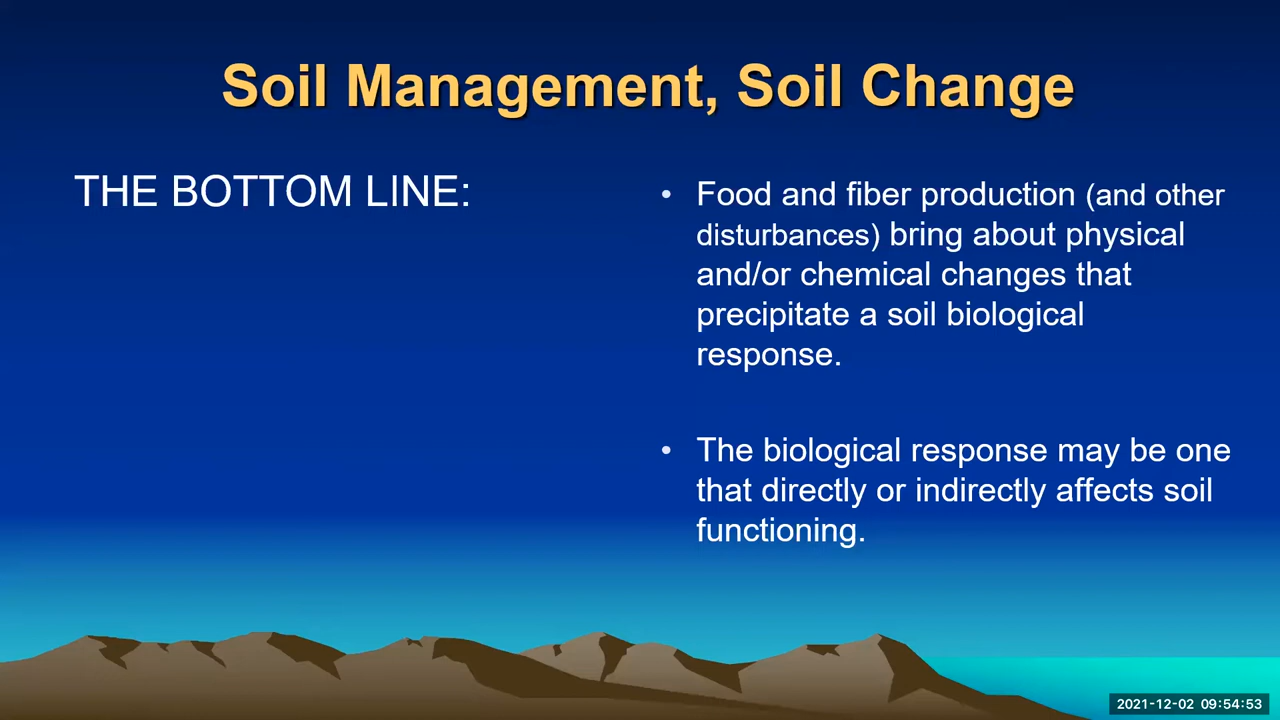 Soil Management, Soil Change
THE BOTTOM LINE:
• Food and fiber production (and other
disturbances) bring about physical
and/or chemical changes that
precipitate a soil biological
response.
• The biological response may be one
that directly or indirectly affects soil
functioning.
2021-12-02 09:54:53